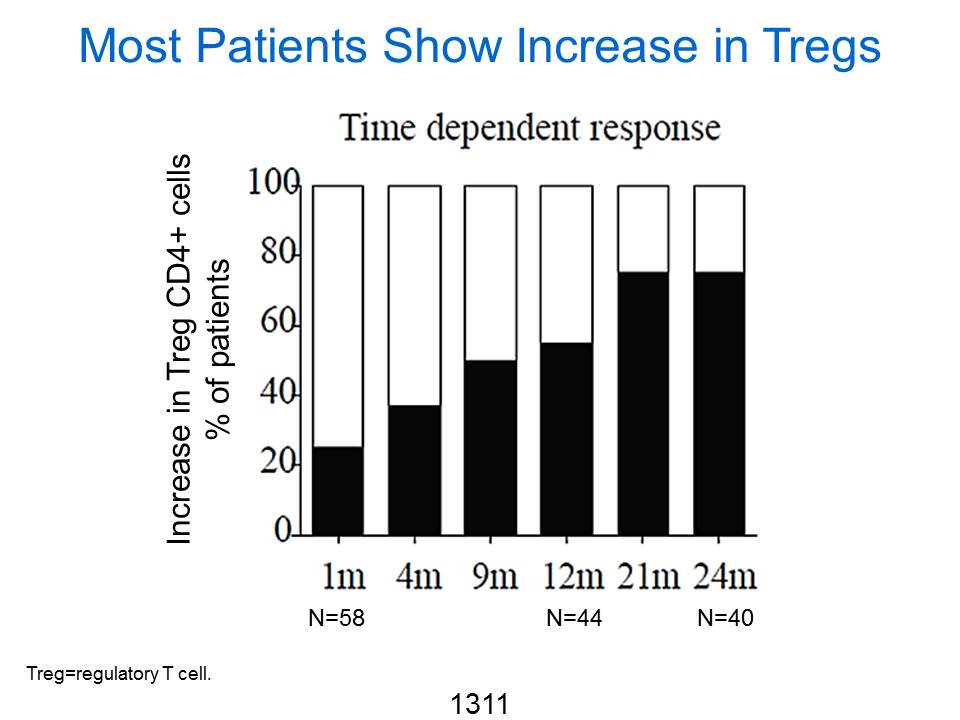 Most Patients Show Increase in Tregs
Time dependent response
Increase in Treg CD4+ cells
% of patients
100
80
60
40
20
0
1m 4m 9m 12m 21m 24m
N=58 N=44 N=40
Treg=regulatory T cell.
1311